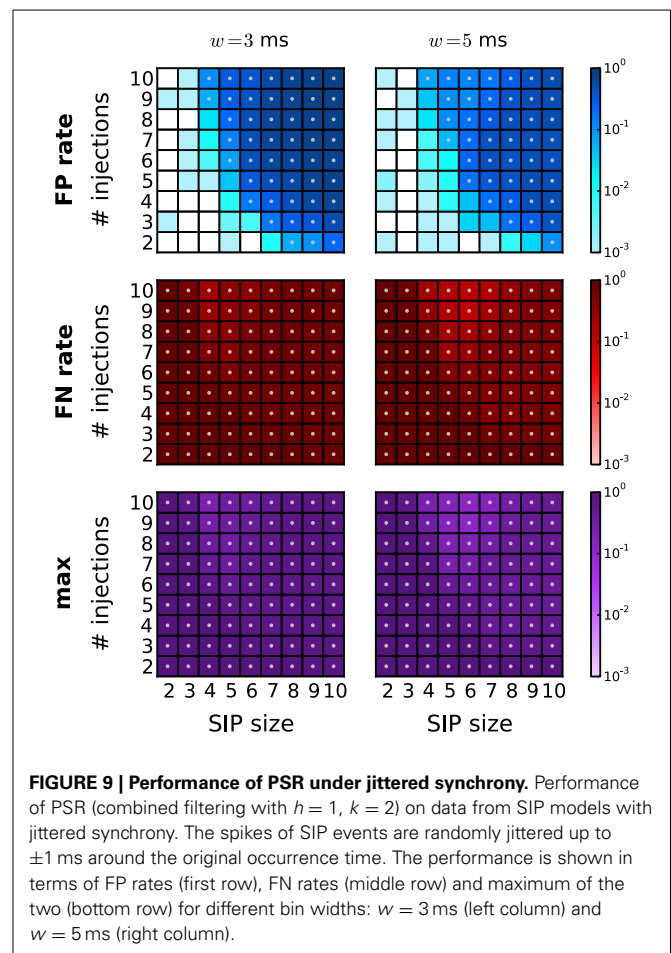 w=3 ms w=5 ms
FP rate
# injections
10
9
8
7
6
5
4
3
2
10⁰
10⁻¹
10⁻²
10⁻³
FN rate
# injections
10
9
8
7
6
5
4
3
2
10⁰
10⁻¹
10⁻²
10⁻³
max
# injections
10
9
8
7
6
5
4
3
2
10⁰
10⁻¹
10⁻²
10⁻³
2 3 4 5 6 7 8 9 10 2 3 4 5 6 7 8 9 10
SIP size SIP size
FIGURE 9 | Performance of PSR under jittered synchrony. Performance
of PSR (combined filtering with h = 1, k = 2) on data from SIP models with
jittered synchrony. The spikes of SIP events are randomly jittered up to
±1 ms around the original occurrence time. The performance is shown in
terms of FP rates (first row), FN rates (middle row) and maximum of the
two (bottom row) for different bin widths: w = 3 ms (left column) and
w = 5 ms (right column).